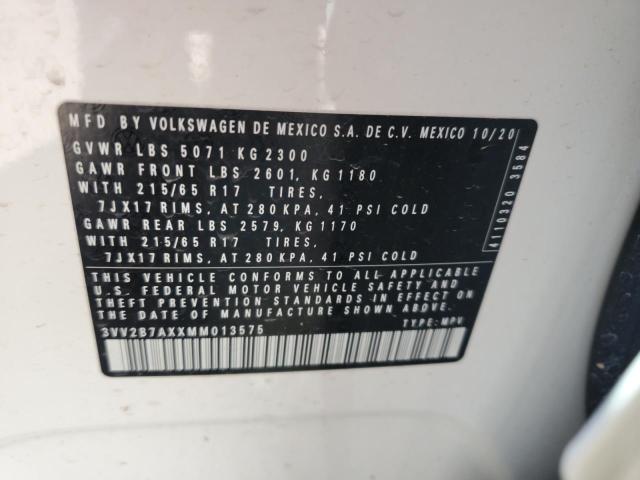 MFD BY VOLKSWAGEN DE MEXICO S.A. DE C.V. MEXICO 10/20
GVWR LBS 5071 KG 2300
GAWR FRONT LBS 2601, KG 1180
WITH 215/65 R17 TIRES,
7JX17 RIMS, AT 280 KPA, 41 PSI COLD
GAWR REAR LBS 2579, KG 1170
WITH 215/65 R17 TIRES,
7JX17 RIMS, AT 280 KPA, 41 PSI COLD
THIS VEHICLE CONFORMS TO ALL APPLICABLE
U.S. FEDERAL MOTOR VEHICLE SAFETY AND
THEFT PREVENTION STANDARDS IN EFFECT ON
THE DATE OF MANUFACTURE SHOWN ABOVE.
3VV2B7AXXMM013575 TYPE: MPV
4110320 3584